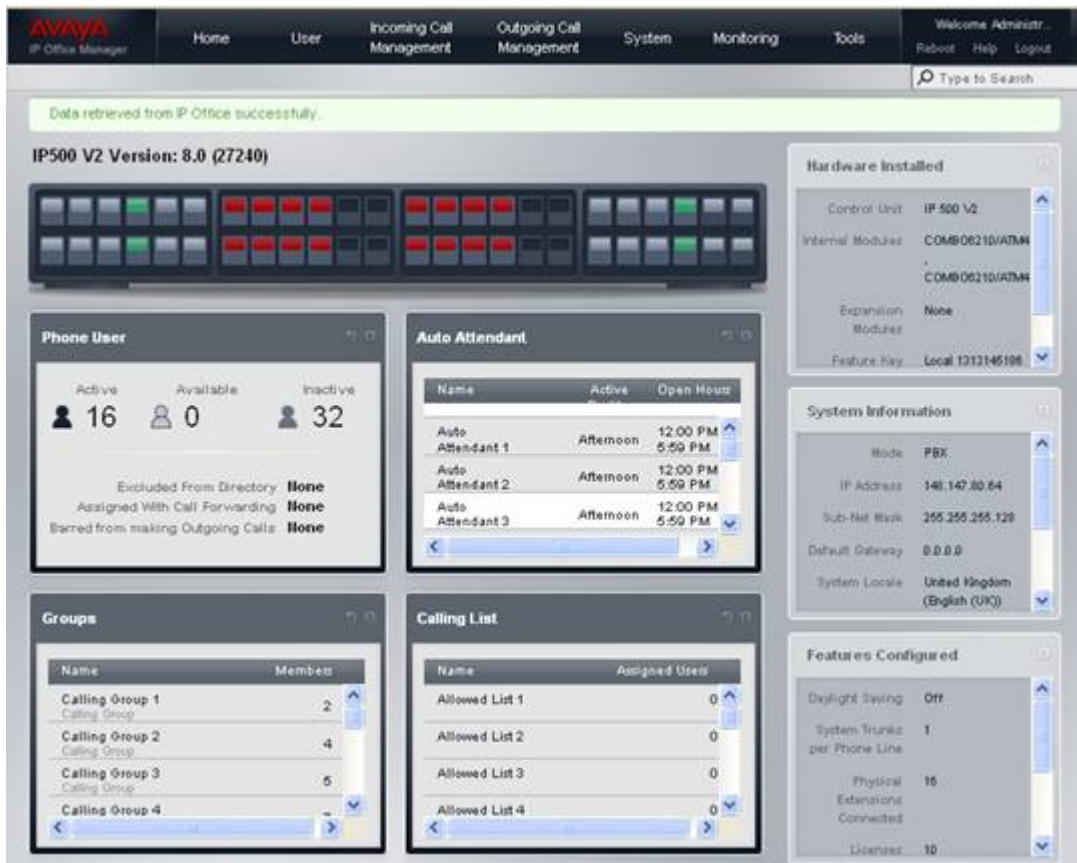 AVAYA
IP Office Manager
Home
User
Incoming Call
Management
Outgoing Call
Management
System
Monitoring
Tools
Welcome Administr...
Reboot Help Logout
Type to Search
Data retrieved from IP Office successfully.
IP500 V2 Version: 8.0 (27240)
Hardware Installed
Control Unit IP 500 V2
Internal Modules COMBO6210/ATM4
,
COMBO6210/ATM4
Expansion None
Modules
Feature Key Local 1313146186
Phone User
Active Available Inactive
16 0 32
Excluded From Directory None
Assigned With Call Forwarding None
Barred from making Outgoing Calls None
Auto Attendant
Name Active Open Hours
Auto
Attendant 1 Afternoon 12:00 PM
5:59 PM
Auto
Attendant 2 Afternoon 12:00 PM
5:59 PM
Auto
Attendant 3 Afternoon 12:00 PM
5:59 PM
System Information
Mode PBX
IP Address 148.147.80.64
Sub-Net Mask 255.255.255.128
Default Gateway 0.0.0.0
System Locale United Kingdom
(English (UK))
Groups
Name Members
Calling Group 1 2
Calling Group
Calling Group 2 4
Calling Group
Calling Group 3 5
Calling Group
Calling Group 4
Calling List
Name Assigned Users
Allowed List 1 0
Allowed List 2 0
Allowed List 3 0
Allowed List 4 0
Features Configured
Daylight Saving Off
System Trunks 1
per Phone Line
Physical 16
Extensions
Connected
Licenses 10